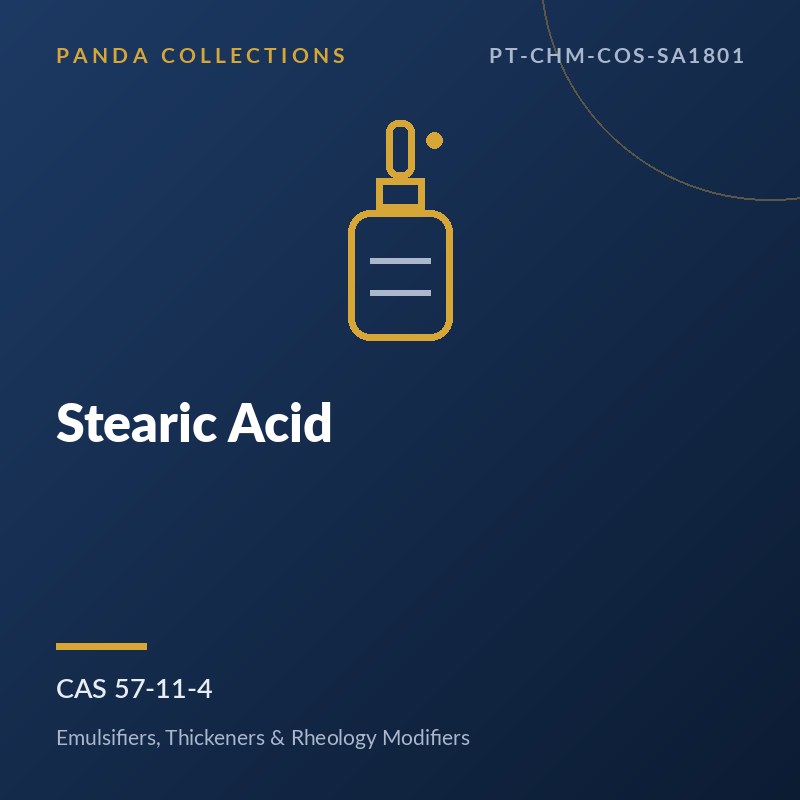 PANDA COLLECTIONS
PT-CHM-COS-SA1801
Stearic Acid
CAS 57-11-4
Emulsifiers, Thickeners & Rheology Modifiers